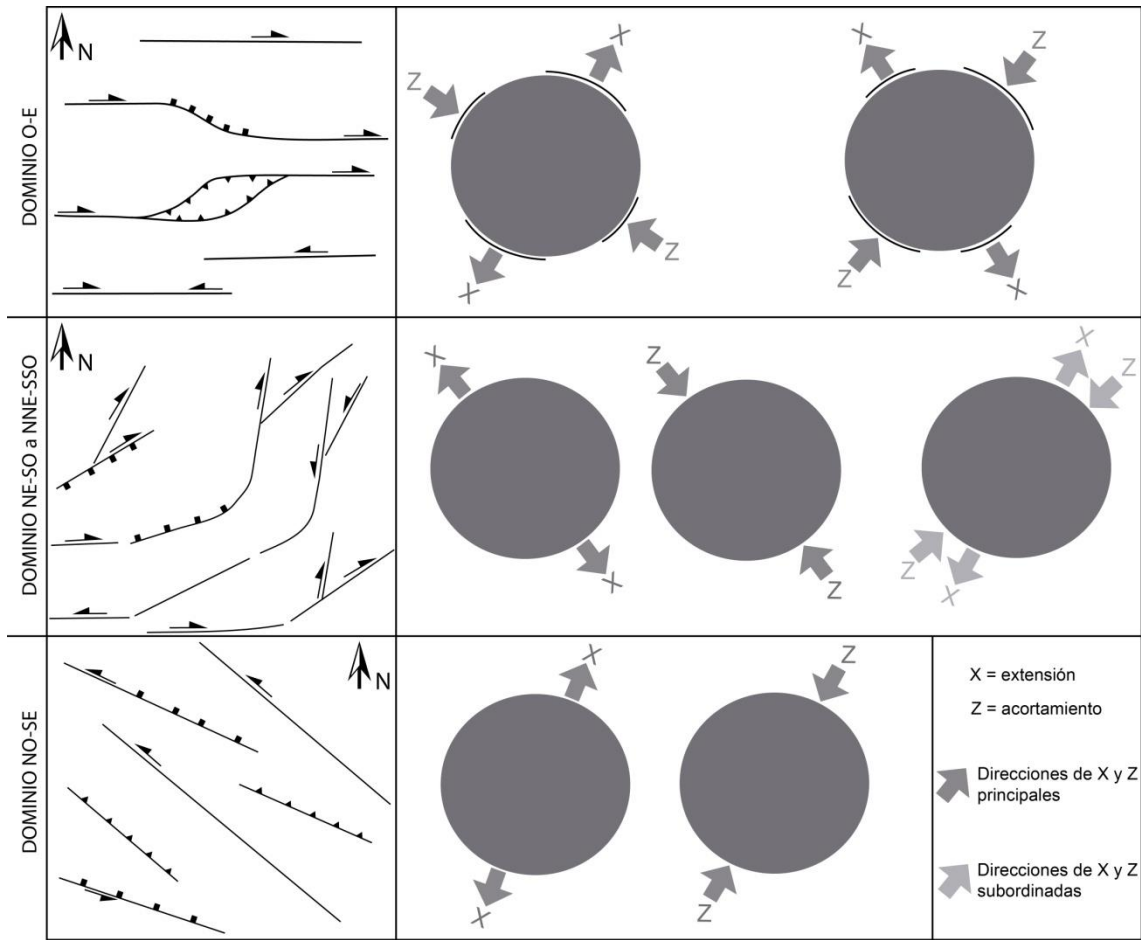 DOMINIO O-E
N
X
Z
Z
X
X
Z
Z
X
DOMINIO NE-SO a NNE-SSO
N
X
X
Z
Z
X
Z
Z
X
DOMINIO NO-SE
N
X
X
Z
Z
X = extensión
Z = acortamiento
Direcciones de X y Z
principales
Direcciones de X y Z
subordinadas